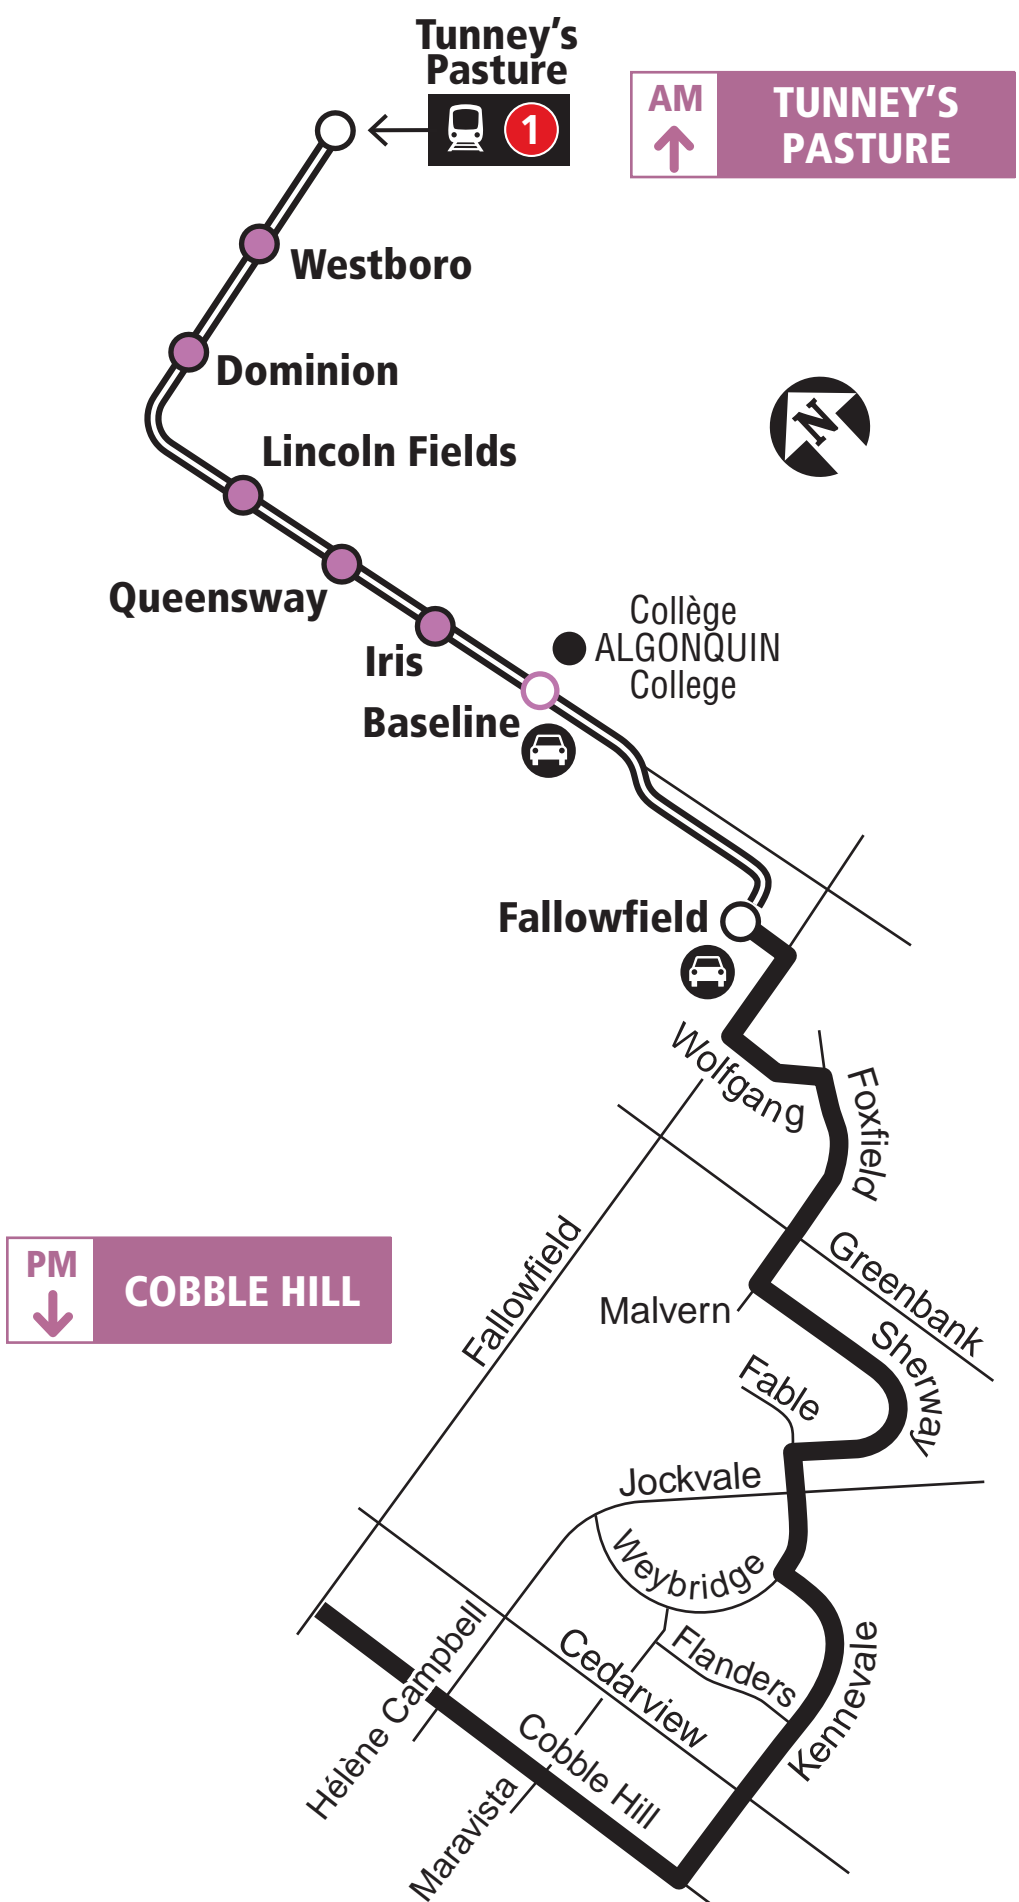 Tunney's
Pasture
1
AM
TUNNEY'S
PASTURE
Westboro
Dominion
N
Lincoln Fields
Queensway
Collège
ALGONQUIN
College
Iris
Baseline
Fallowfield
Wolfgang
Foxfield
Fallowfield
Greenbank
PM
COBBLE HILL
Malvern
Sherway
Fable
Jockvale
Weybridge
Hélène Campbell
Cedarview
Flanders
Kennevale
Cobble Hill
Maravista